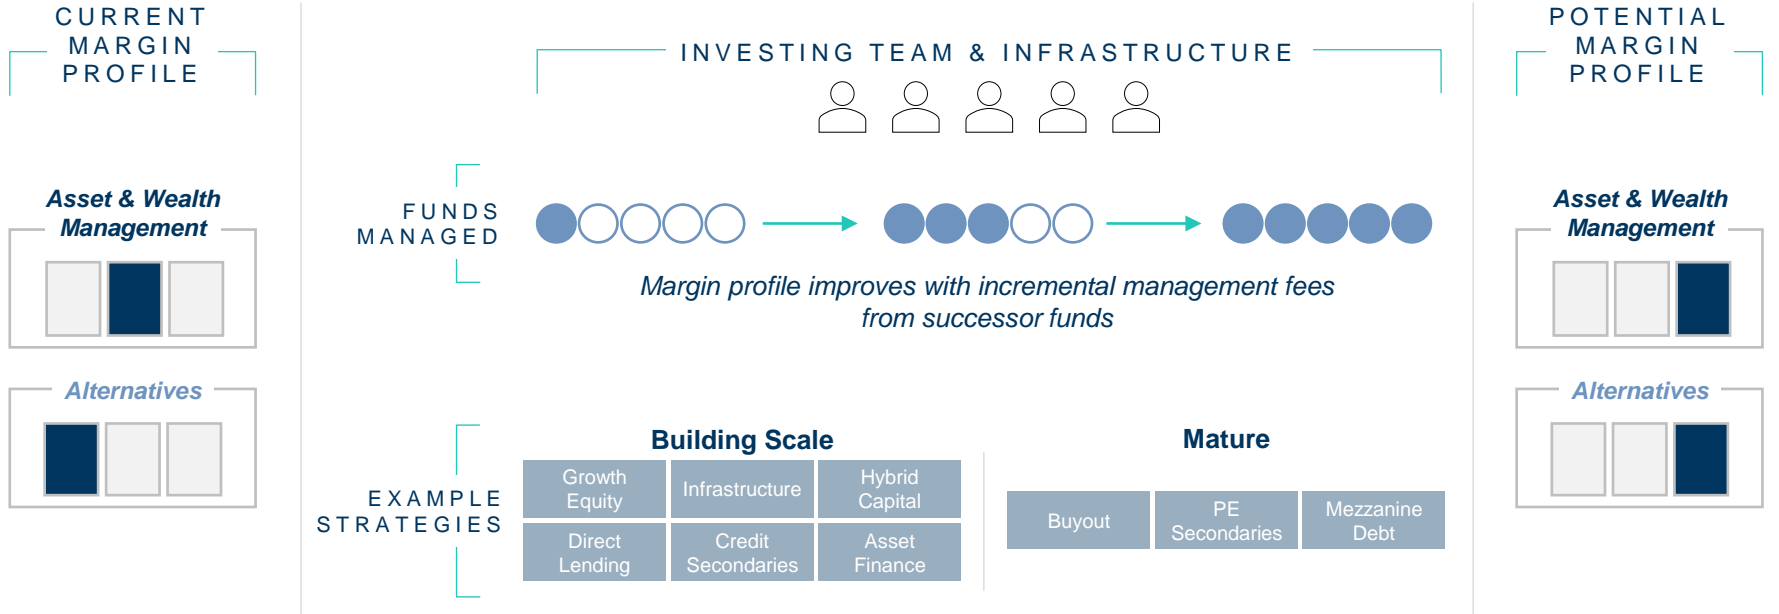 CURRENT
MARGIN
PROFILE
Asset & Wealth
Management
Alternatives
INVESTING TEAM & INFRASTRUCTURE
FUNDS
MANAGED
Margin profile improves with incremental management fees
from successor funds
EXAMPLE
STRATEGIES
Building Scale
Growth
Equity
Infrastructure
Hybrid
Capital
Direct
Lending
Credit
Secondaries
Asset
Finance
Mature
Buyout
PE
Secondaries
Mezzanine
Debt
POTENTIAL
MARGIN
PROFILE
Asset & Wealth
Management
Alternatives